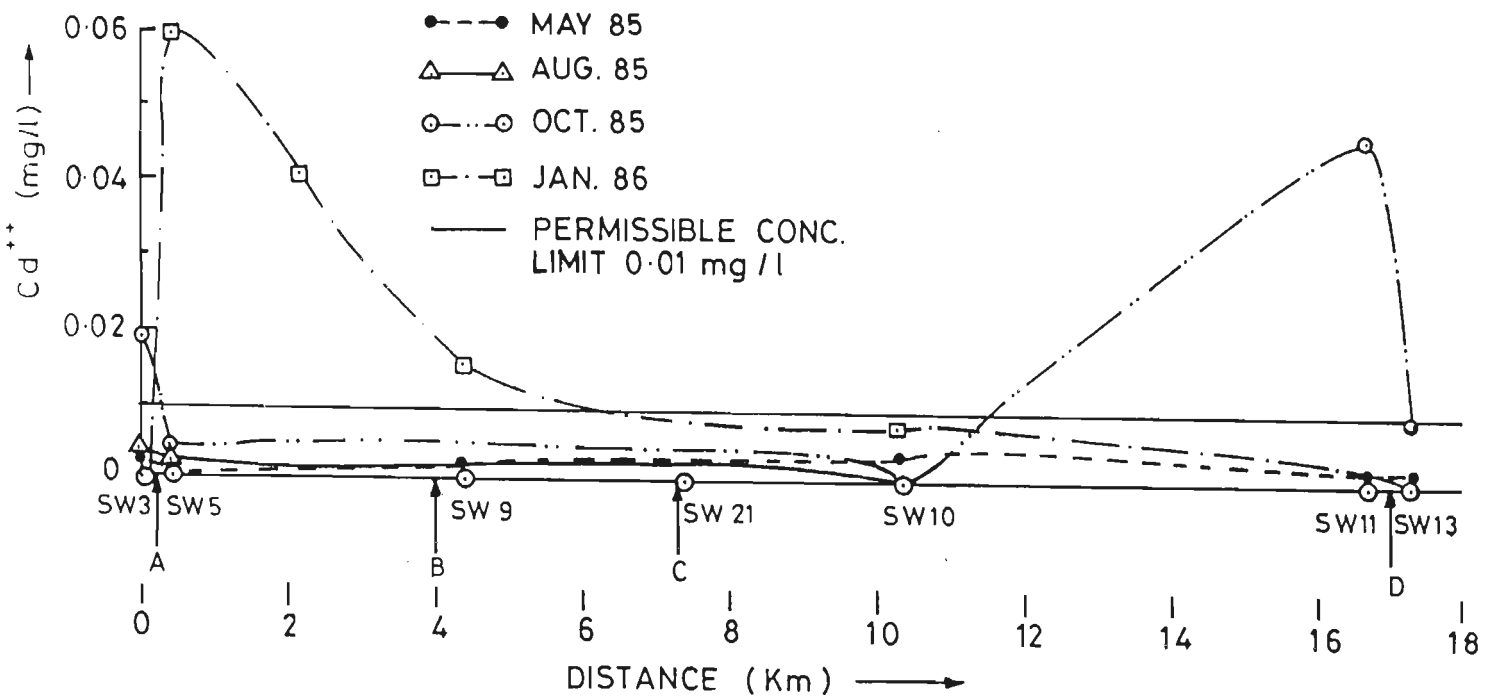 0·06
0·04
0·02
0
Cd++ (mg/l)
MAY 85
AUG. 85
OCT. 85
JAN. 86
PERMISSIBLE CONC.
LIMIT 0·01 mg/l
SW3 SW5 SW 9 SW 21 SW10 SW11 SW13
A B C D
0 2 4 6 8 10 12 14 16 18
DISTANCE (Km)